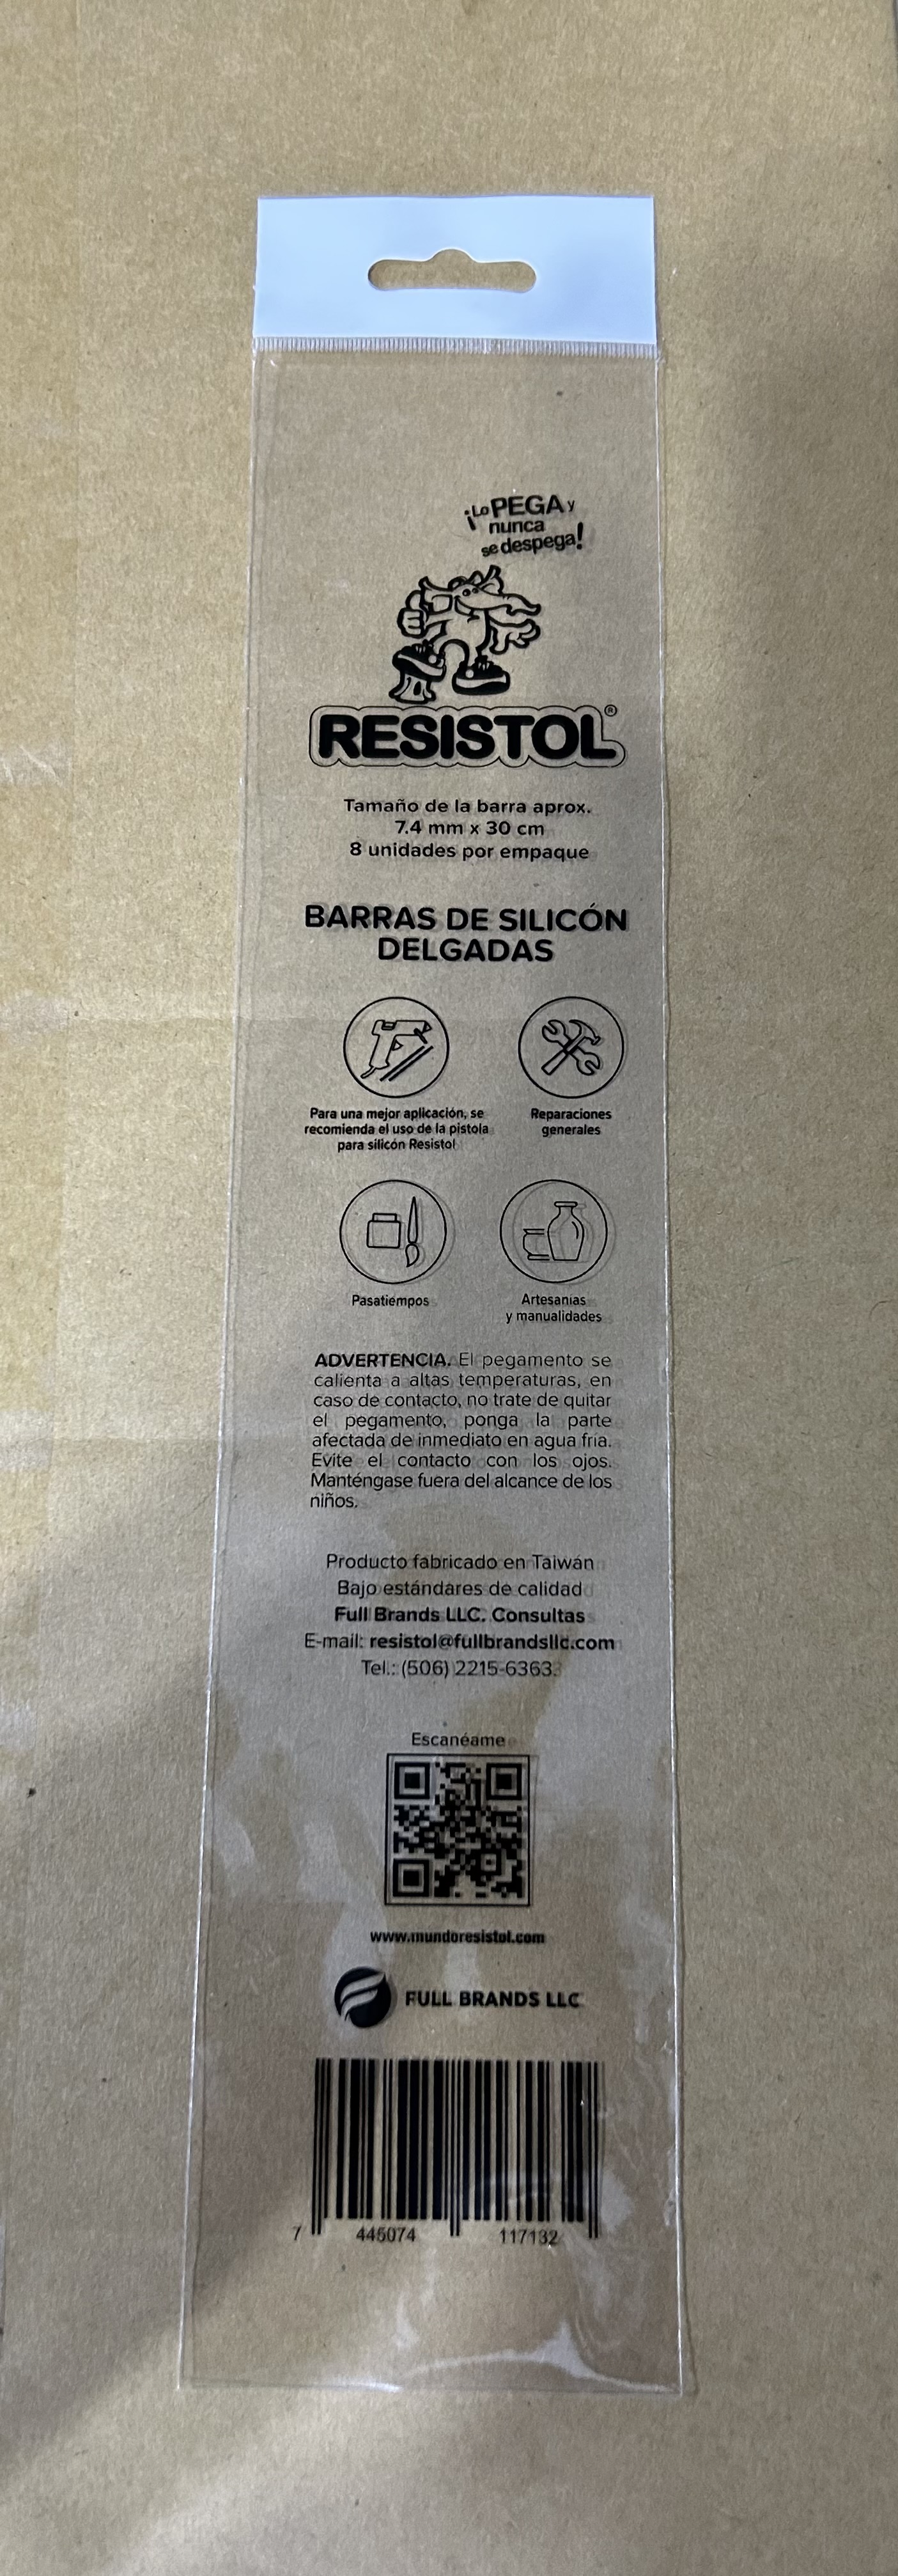 ¡Lo PEGA y
nunca
se despega!
RESISTOL®
Tamaño de la barra aprox.
7.4 mm x 30 cm
8 unidades por empaque
BARRAS DE SILICÓN
DELGADAS
Para una mejor aplicación, se
recomienda el uso de la pistola
para silicón Resistol
Reparaciones
generales
Pasatiempos
Artesanías
y manualidades
ADVERTENCIA. El pegamento se
calienta a altas temperaturas, en
caso de contacto, no trate de quitar
el pegamento, ponga la parte
afectada de inmediato en agua fría.
Evite el contacto con los ojos.
Manténgase fuera del alcance de los
niños.
Producto fabricado en Taiwán
Bajo estándares de calidad
Full Brands LLC. Consultas
E-mail: resistol@fullbrandsllc.com
Tel.: (506) 2215-6363.
Escanéame
www.mundoresistol.com
FULL BRANDS LLC
7 445074 117132